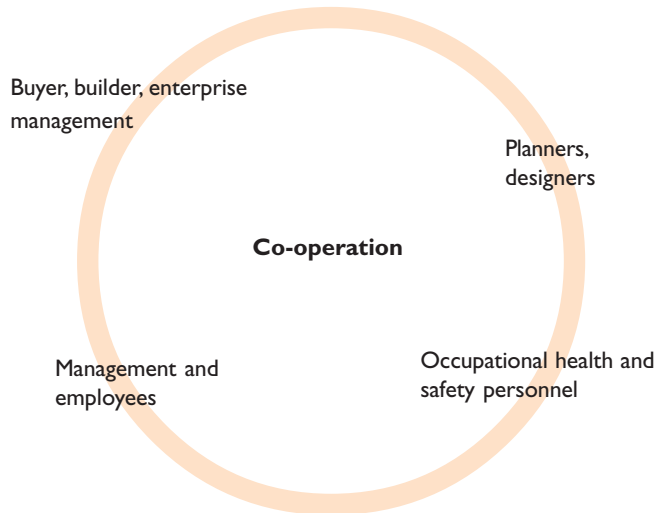 Buyer, builder, enterprise
management
Planners,
designers
Co-operation
Management and
employees
Occupational health and
safety personnel